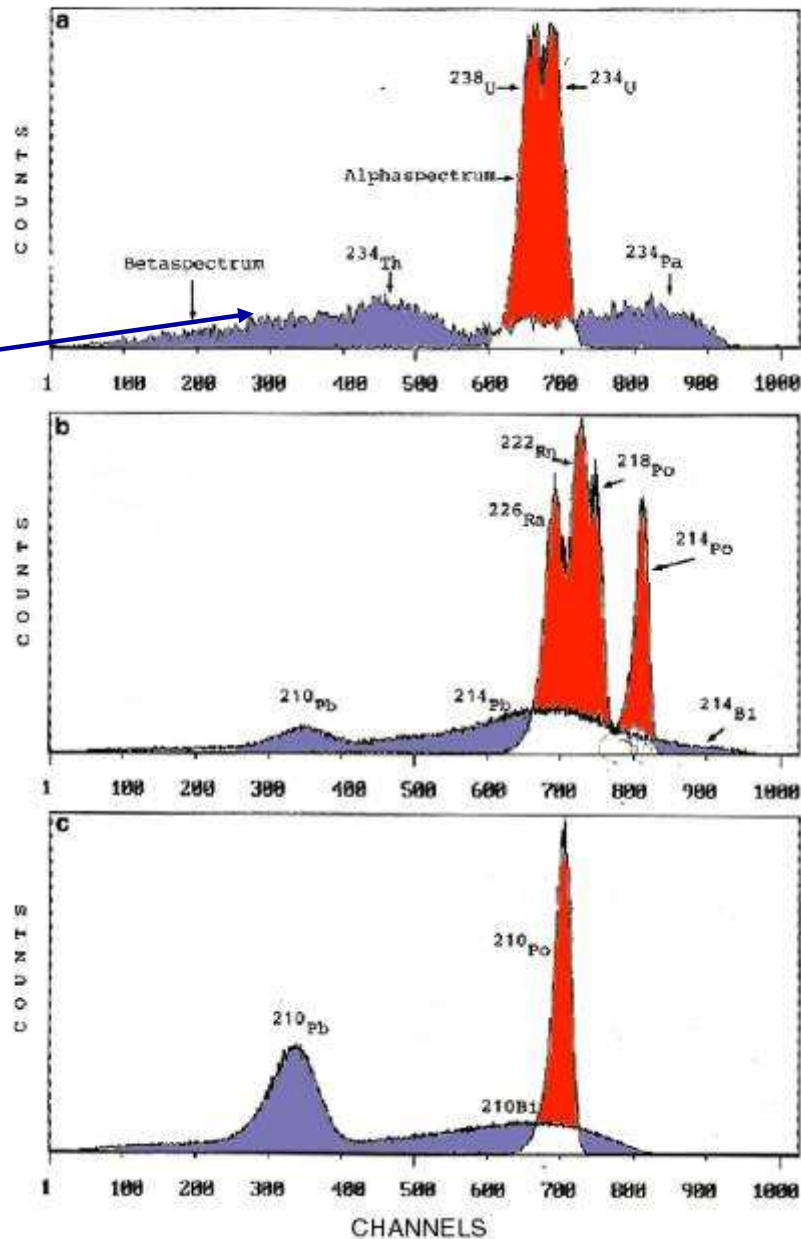 a
238U 234U
Alphaspectrum
Betaspectrum
234Th
234Pa
COUNTS
1 100 200 300 400 500 600 700 800 900 1000
b
222Rn
218Po
226Ra
214Po
210Pb
214Pb
214Bi
COUNTS
1 100 200 300 400 500 600 700 800 900 1000
c
210Po
210Pb
210Bi
COUNTS
1 100 200 300 400 500 600 700 800 900 1000
CHANNELS